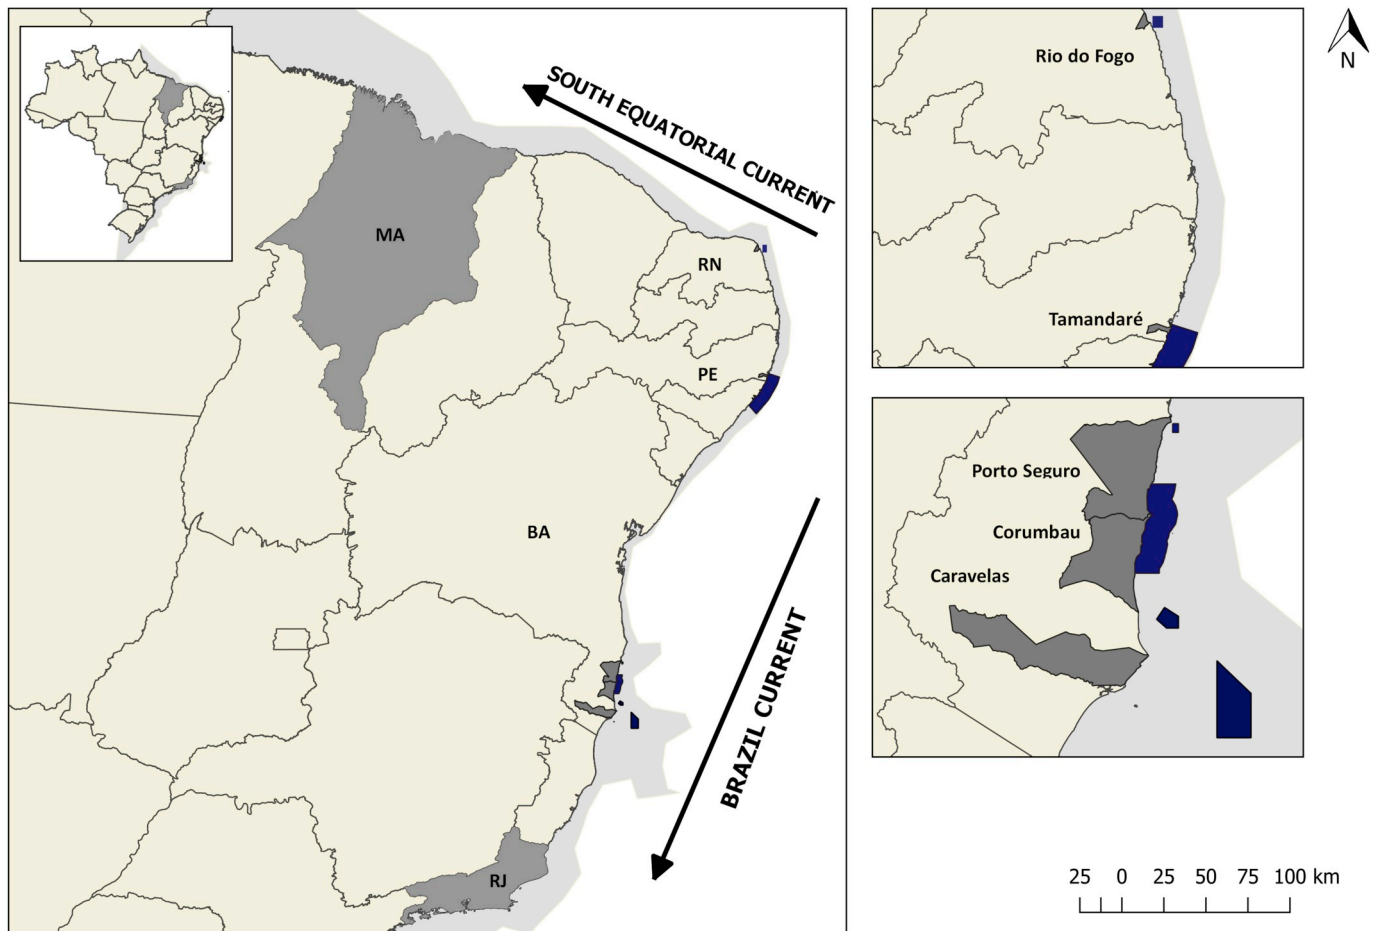 SOUTH EQUATORIAL CURRENT
MA
RN
PE
BA
BRAZIL CURRENT
RJ
Rio do Fogo
Tamandaré
N
Porto Seguro
Corumbau
Caravelas
25 0 25 50 75 100 km